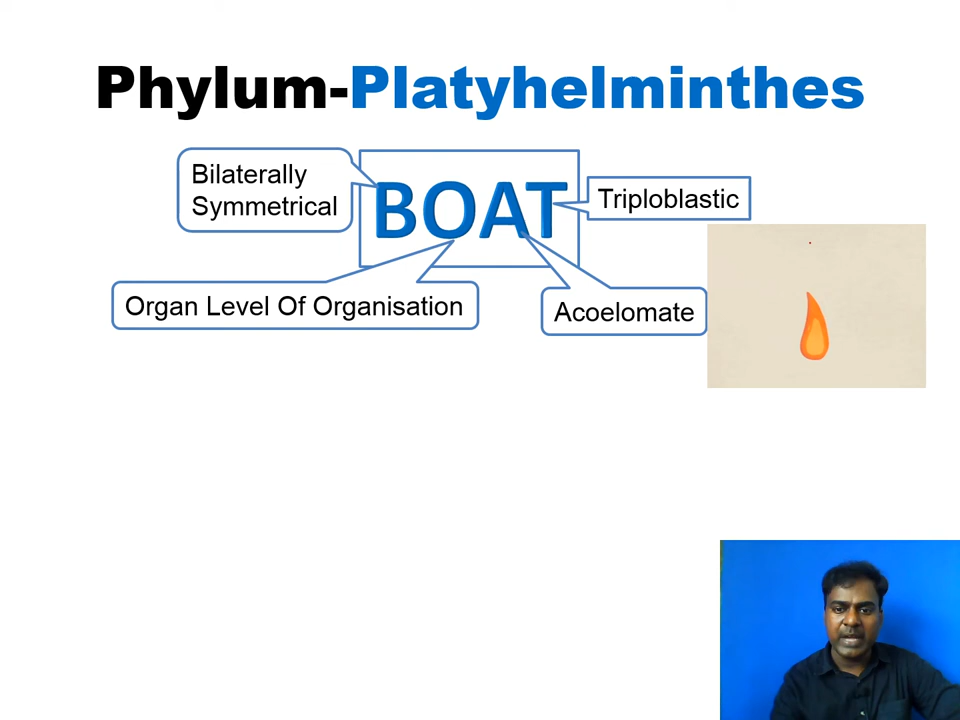 Phylum-Platyhelminthes
Bilaterally
Symmetrical
BOAT
Triploblastic
Organ Level Of Organisation
Acoelomate